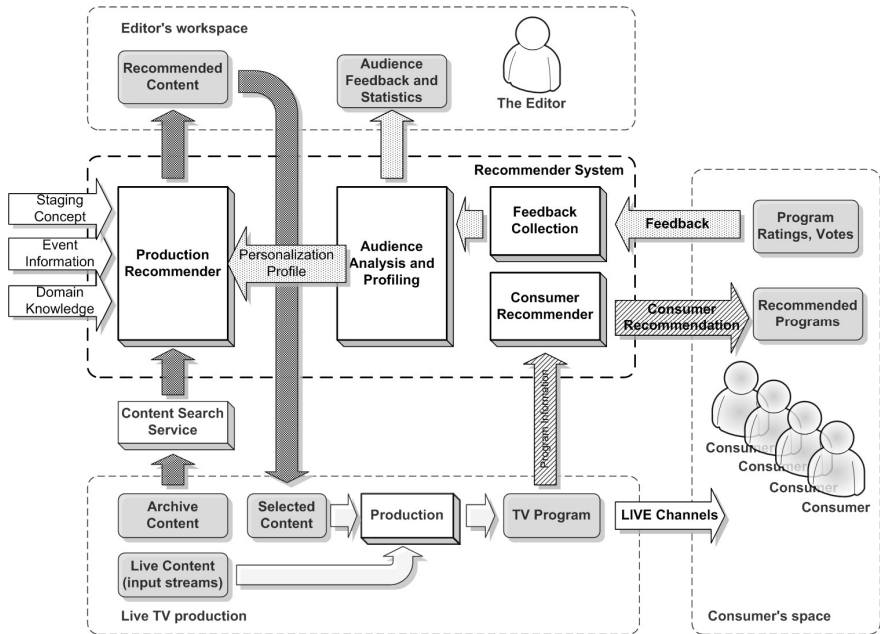 Editor's workspace
Recommended
Content
Audience
Feedback and
Statistics
The Editor
Recommender System
Staging
Concept
Event
Information
Domain
Knowledge
Production
Recommender
Personalization
Profile
Audience
Analysis and
Profiling
Feedback
Collection
Consumer
Recommender
Feedback
Program
Ratings, Votes
Consumer
Recommendation
Recommended
Programs
Content Search
Service
Program Information
Consumer
Consumer
Consumer
Consumer
Archive
Content
Selected
Content
Production
TV Program
LIVE Channels
Live Content
(input streams)
Live TV production
Consumer's space